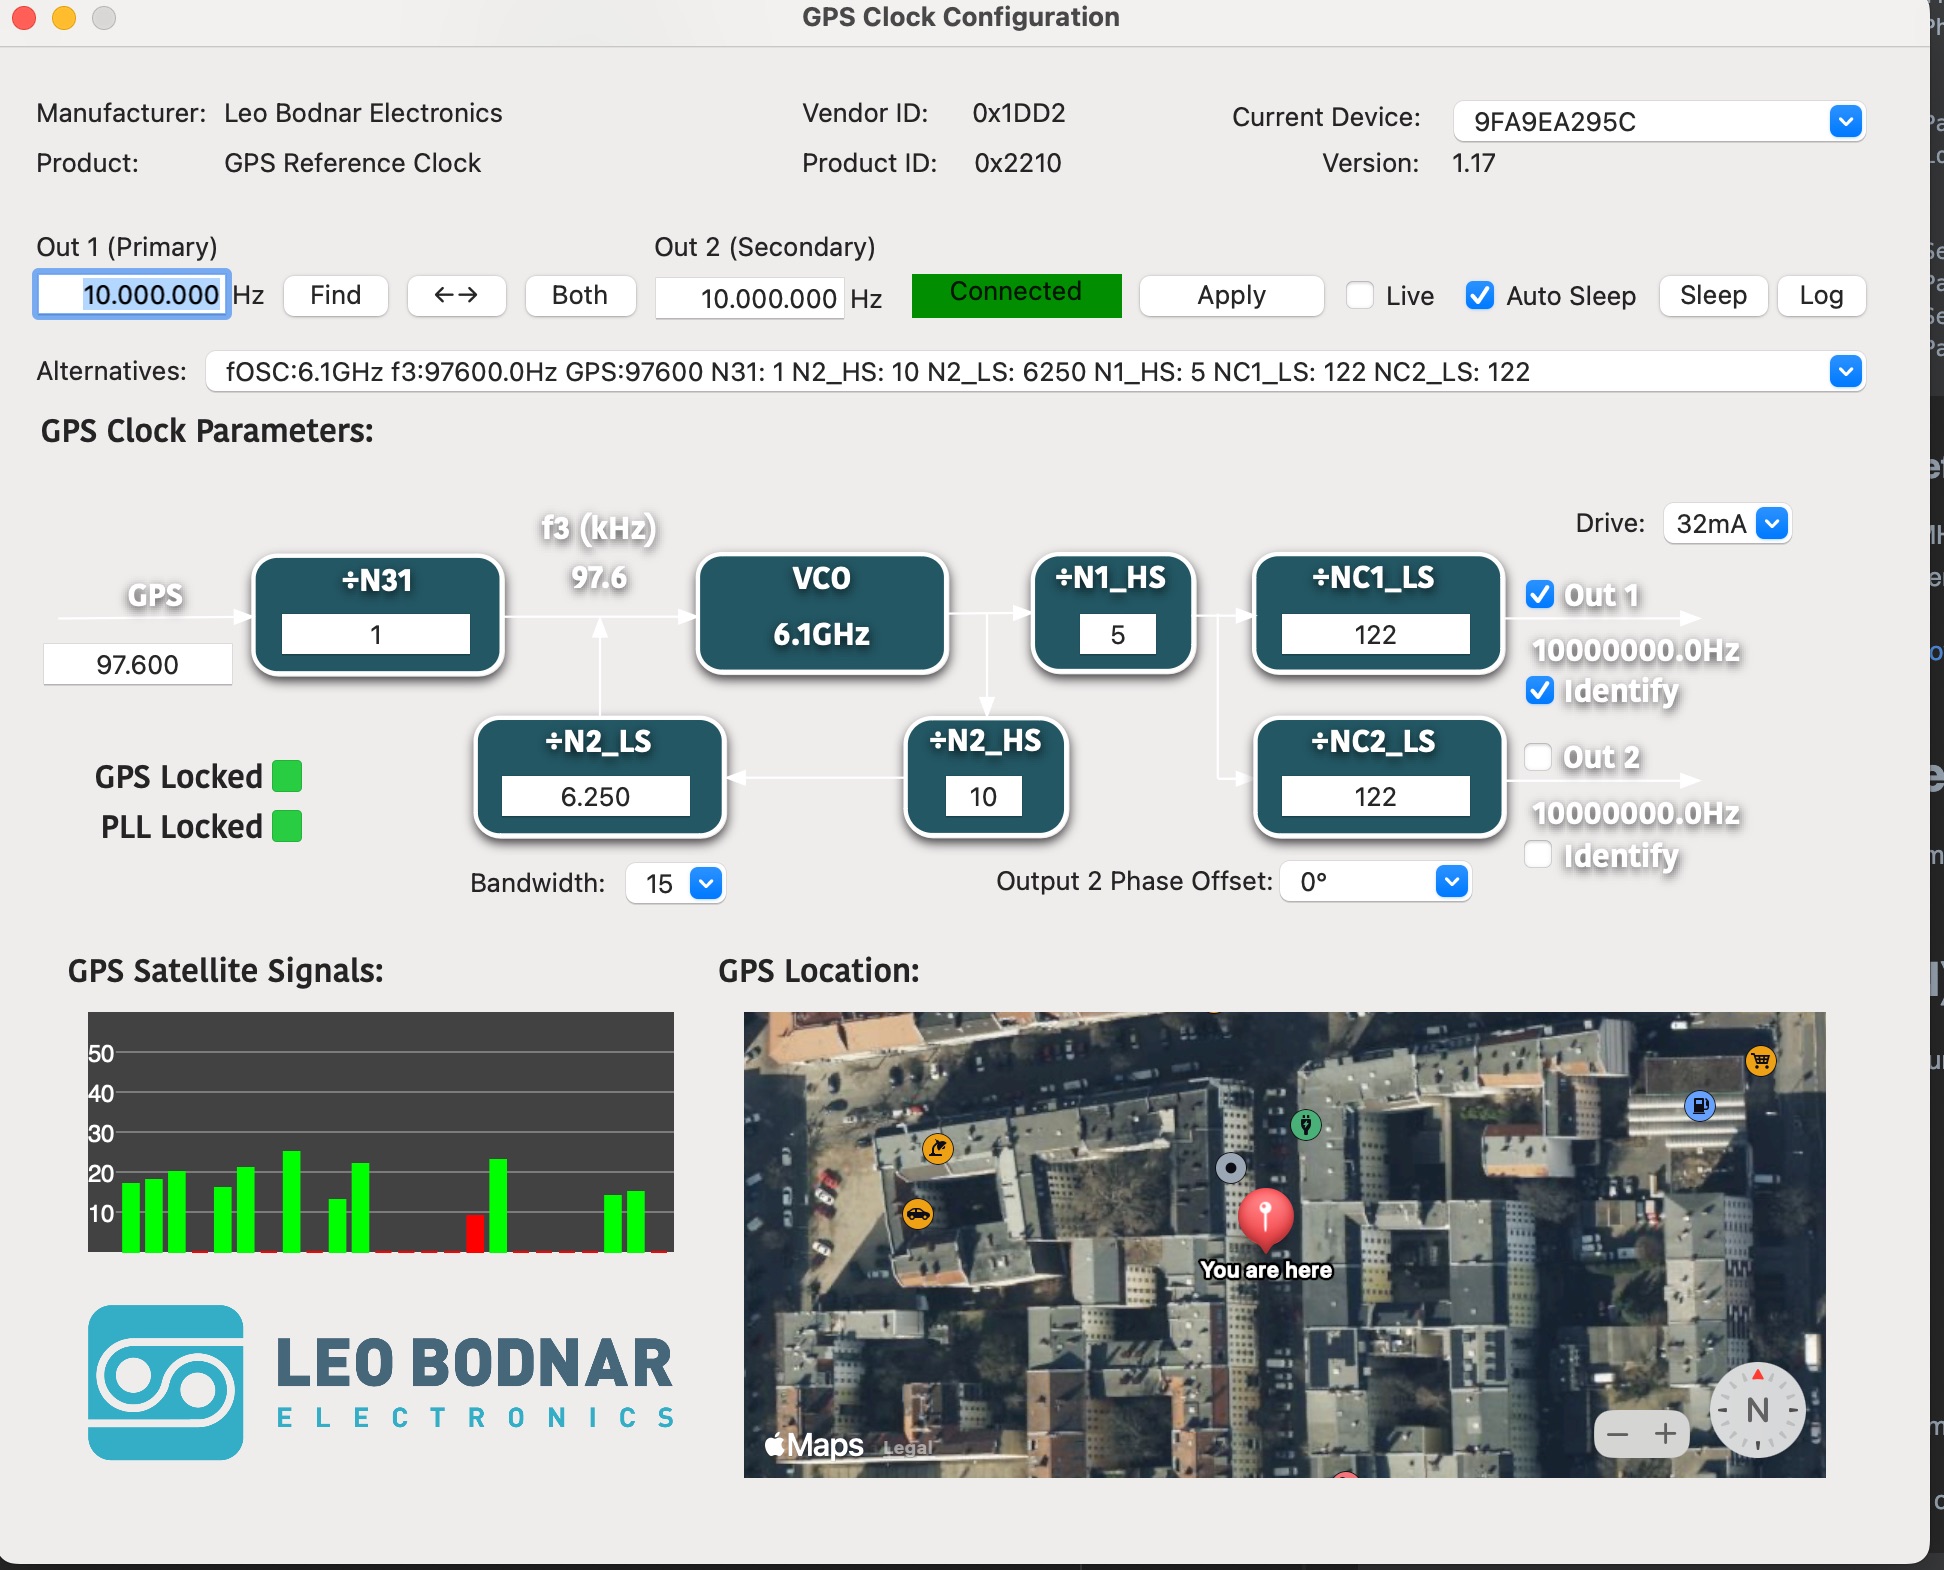 GPS Clock Configuration
Manufacturer: Leo Bodnar Electronics Vendor ID: 0x1DD2 Current Device: 9FA9EA295C
Product: GPS Reference Clock Product ID: 0x2210 Version: 1.17
Out 1 (Primary) Out 2 (Secondary)
10.000.000 Hz Find <--> Both 10.000.000 Hz Connected Apply Live Auto Sleep Sleep Log
Alternatives: fOSC:6.1GHz f3:97600.0Hz GPS:97600 N31: 1 N2_HS: 10 N2_LS: 6250 N1_HS: 5 NC1_LS: 122 NC2_LS: 122
GPS Clock Parameters:
Drive: 32mA
f3 (kHz)
97.6
GPS
97.600
÷N31
1
VCO
6.1GHz
÷N1_HS
5
÷NC1_LS
122
Out 1
10000000.0Hz
Identify
÷N2_LS
6.250
÷N2_HS
10
÷NC2_LS
122
Out 2
10000000.0Hz
Identify
GPS Locked
PLL Locked
Bandwidth: 15
Output 2 Phase Offset: 0°
GPS Satellite Signals:
50
40
30
20
10
LEO BODNAR
ELECTRONICS
GPS Location:
You are here
Maps Legal
− +
N